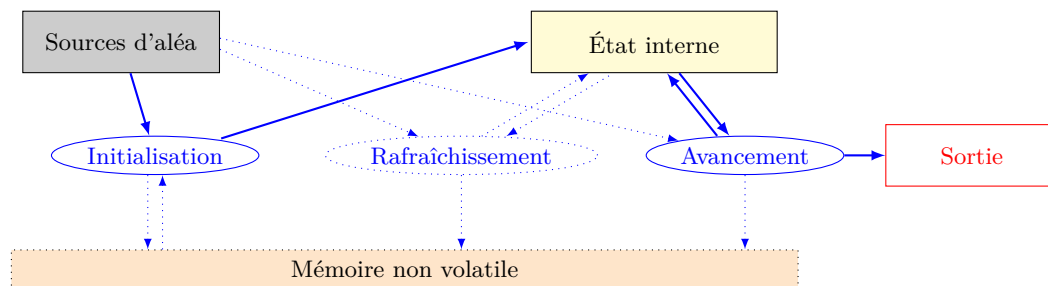 Sources d'aléa
État interne
Initialisation
Rafraîchissement
Avancement
Sortie
Mémoire non volatile